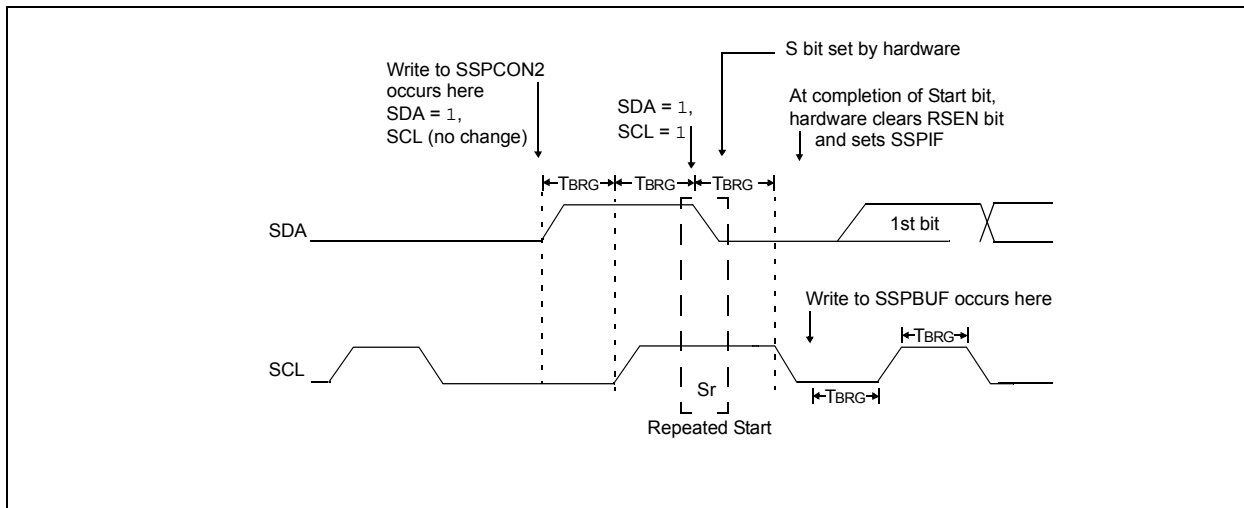 S bit set by hardware
Write to SSPCON2
occurs here
SDA = 1,
SCL (no change)
SDA = 1,
SCL = 1
At completion of Start bit,
hardware clears RSEN bit
and sets SSPIF
TBRG
TBRG
TBRG
SDA
1st bit
Write to SSPBUF occurs here
TBRG
SCL
Sr
TBRG
Repeated Start